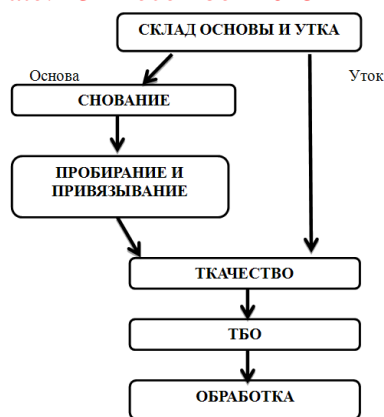 СКЛАД ОСНОВЫ И УТКА
Основа
Уток
СНОВАНИЕ
ПРОБИРАНИЕ И
ПРИВЯЗЫВАНИЕ
ТКАЧЕСТВО
ТБО
ОБРАБОТКА